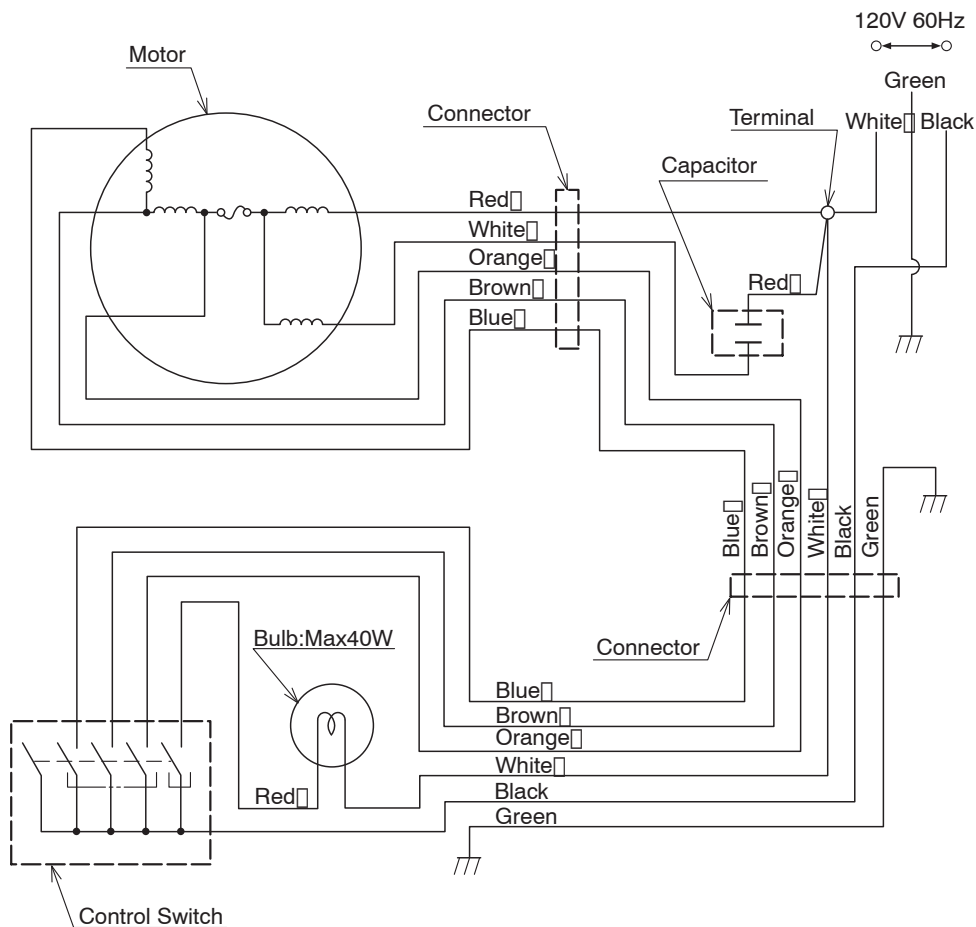 120V 60Hz
Motor
Green
Connector
Terminal
White Black
Capacitor
Red
White
Orange
Brown
Blue
Red
Blue
Brown
Orange
White
Black
Green
Bulb:Max40W
Connector
Blue
Brown
Orange
White
Red
Black
Green
Control Switch